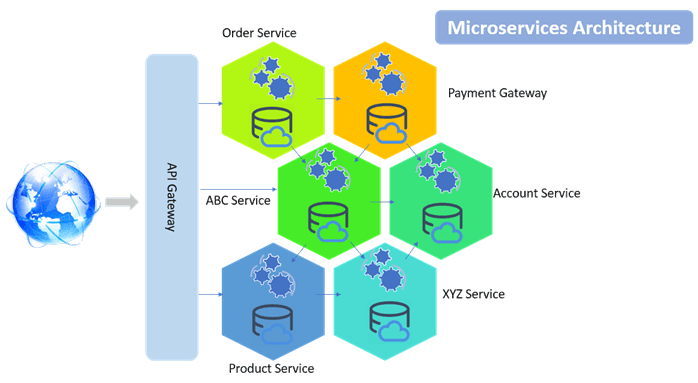 Microservices Architecture
Order Service
Payment Gateway
API Gateway
ABC Service
Account Service
XYZ Service
Product Service